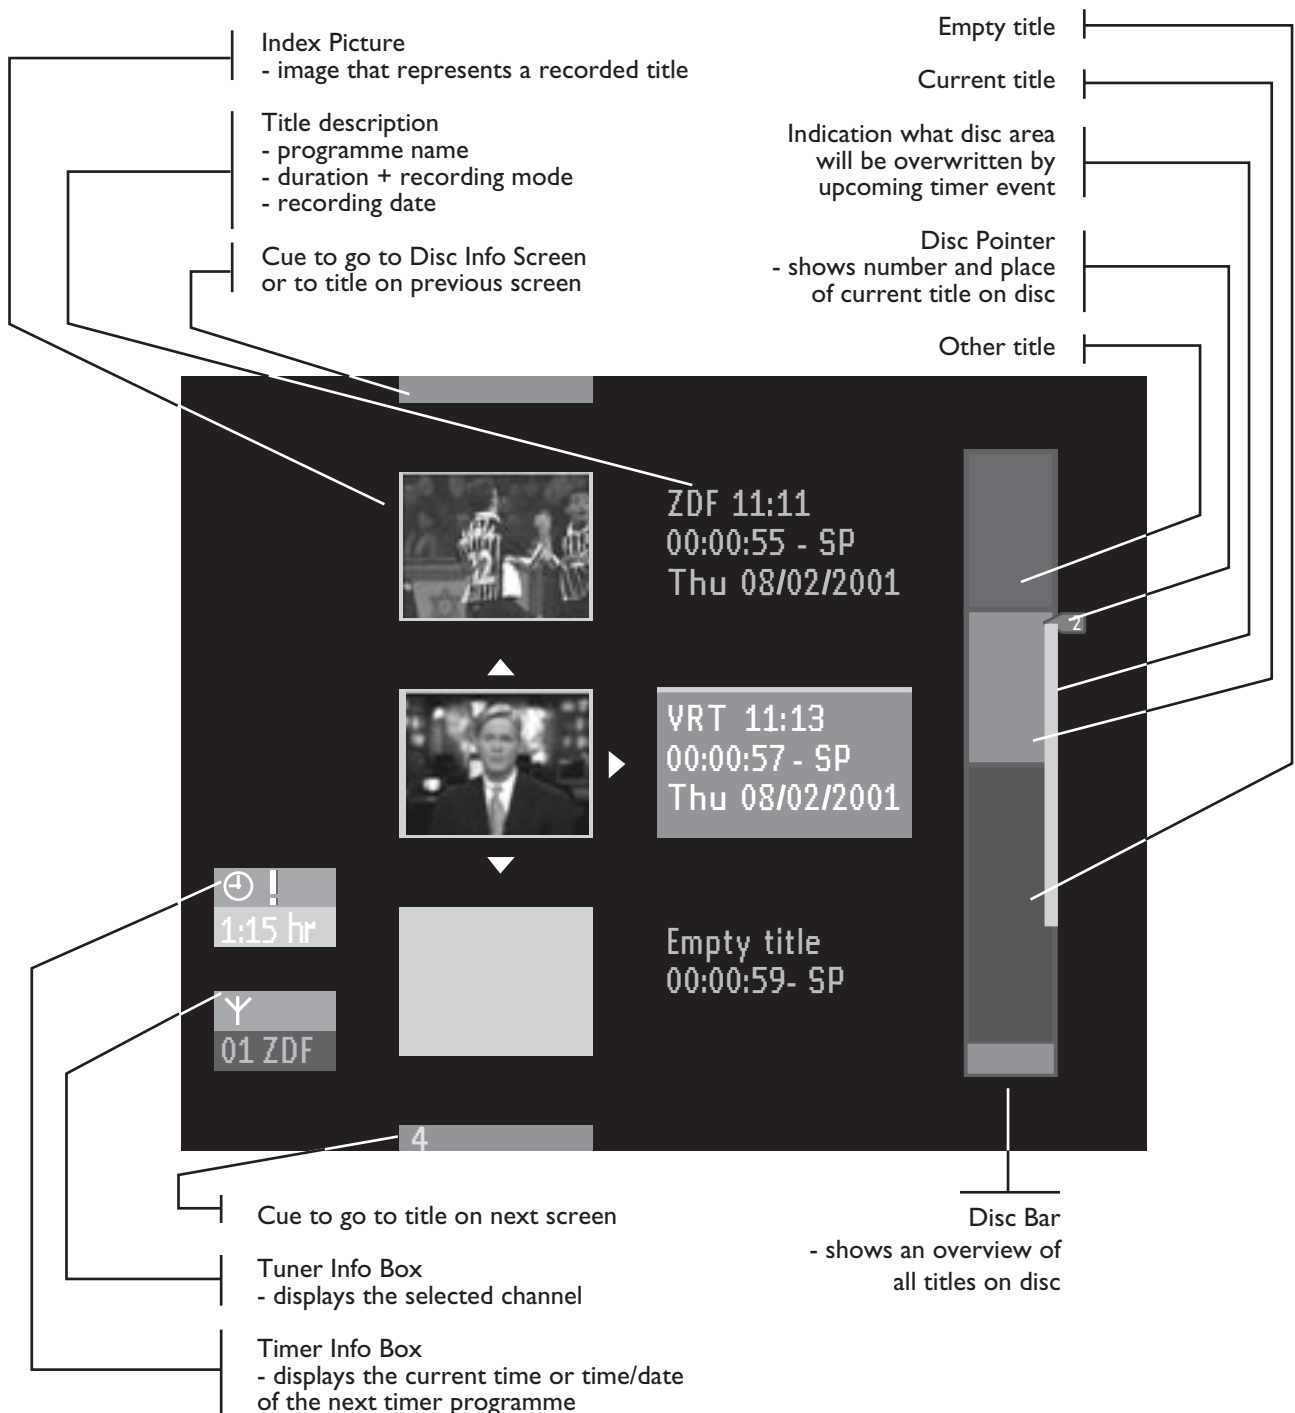 Index Picture
- image that represents a recorded title
Title description
- programme name
- duration + recording mode
- recording date
Cue to go to Disc Info Screen
or to title on previous screen
Empty title
Current title
Indication what disc area
will be overwritten by
upcoming timer event
Disc Pointer
- shows number and place
of current title on disc
Other title
12
ZDF 11:11
00:00:55 - SP
Thu 08/02/2001
2
VRT 11:13
00:00:57 - SP
Thu 08/02/2001
!
1:15 hr
01 ZDF
Empty title
00:00:59- SP
4
Cue to go to title on next screen
Tuner Info Box
- displays the selected channel
Timer Info Box
- displays the current time or time/date
of the next timer programme
Disc Bar
- shows an overview of
all titles on disc